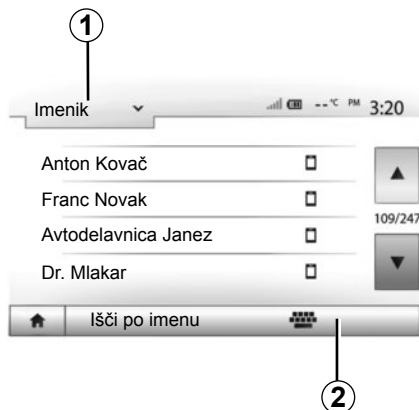 1
Imenik
--°C PM 3:20
Anton Kovač
Franc Novak
109/247
Avtodelavnica Janez
Dr. Mlakar
Išči po imenu
2